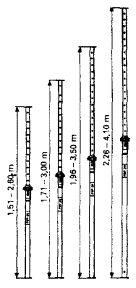 1,51 – 2,60 m
1,71 – 3,00 m
1,96 – 3,50 m
2,26 – 4,10 m